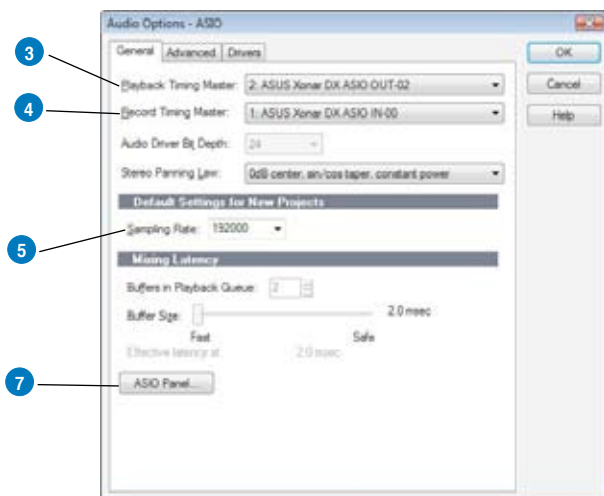 Audio Options - ASIO
General Advanced Drivers
OK
3
Playback Timing Master: 2: ASUS Xonar DX ASIO OUT-02
Cancel
4
Record Timing Master: 1: ASUS Xonar DX ASIO IN-00
Help
Audio Driver Bit Depth: 24
Stereo Panning Law: 0dB center, sin/cos taper, constant power
Default Settings for New Projects
5
Sampling Rate: 192000
Mixing Latency
Buffers in Playback Queue: 2
Buffer Size: 2.0 msec
Fast Safe
Effective latency at 2.0 msec
7
ASIO Panel...